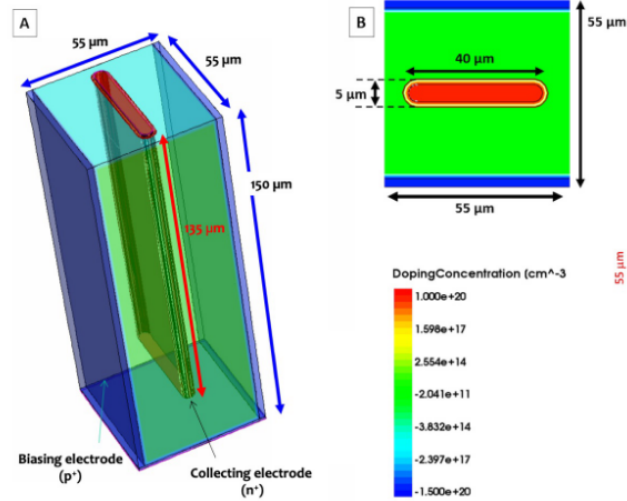 A
55 µm
55 µm
150 µm
135 µm
Biasing electrode
(p⁺)
Collecting electrode
(n⁺)
B
55 µm
40 µm
5 µm
55 µm
DopingConcentration (cm^-3
1.000e+20
1.598e+17
2.554e+14
-2.041e+11
-3.832e+14
-2.397e+17
-1.500e+20
55 µm